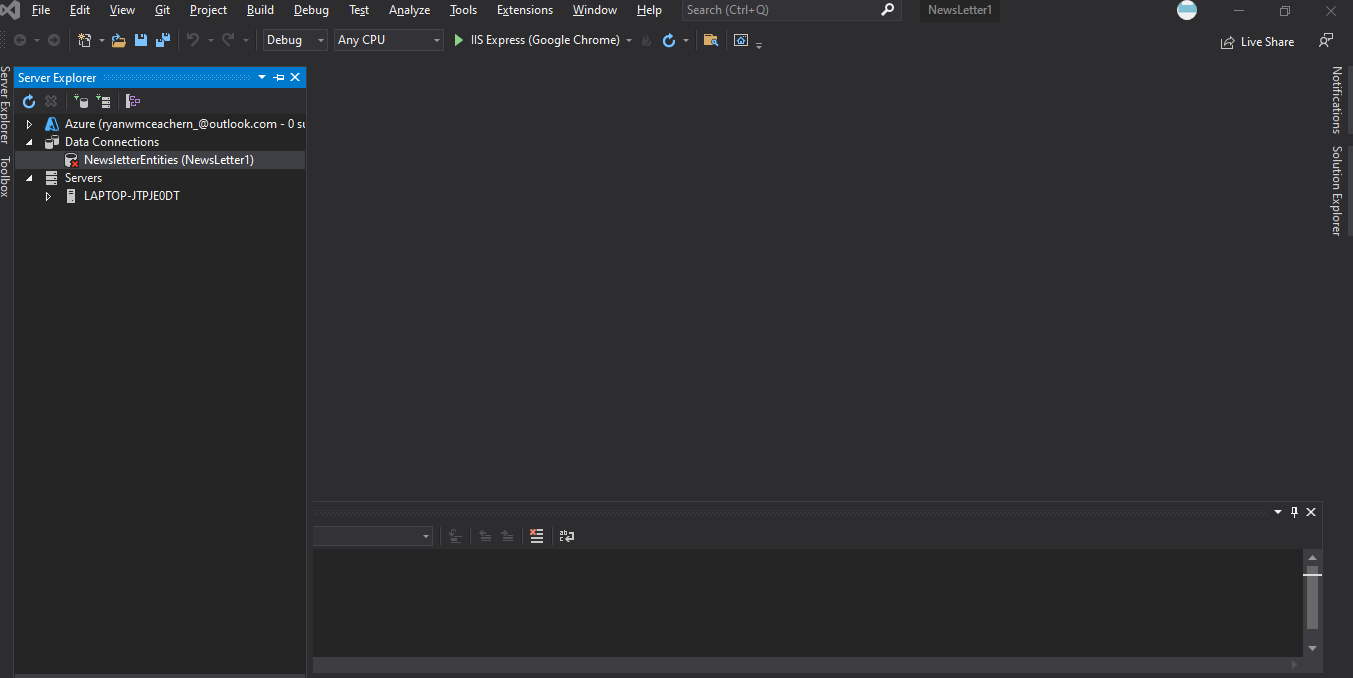 File Edit View Git Project Build Debug Test Analyze Tools Extensions Window Help Search (Ctrl+Q) NewsLetter1
Debug Any CPU IIS Express (Google Chrome) Live Share
Server Explorer
Toolbox
Server Explorer
Azure (ryanwmceachern_@outlook.com - 0 su
Data Connections
NewsletterEntities (NewsLetter1)
Servers
LAPTOP-JTPJE0DT
Notifications
Solution Explorer